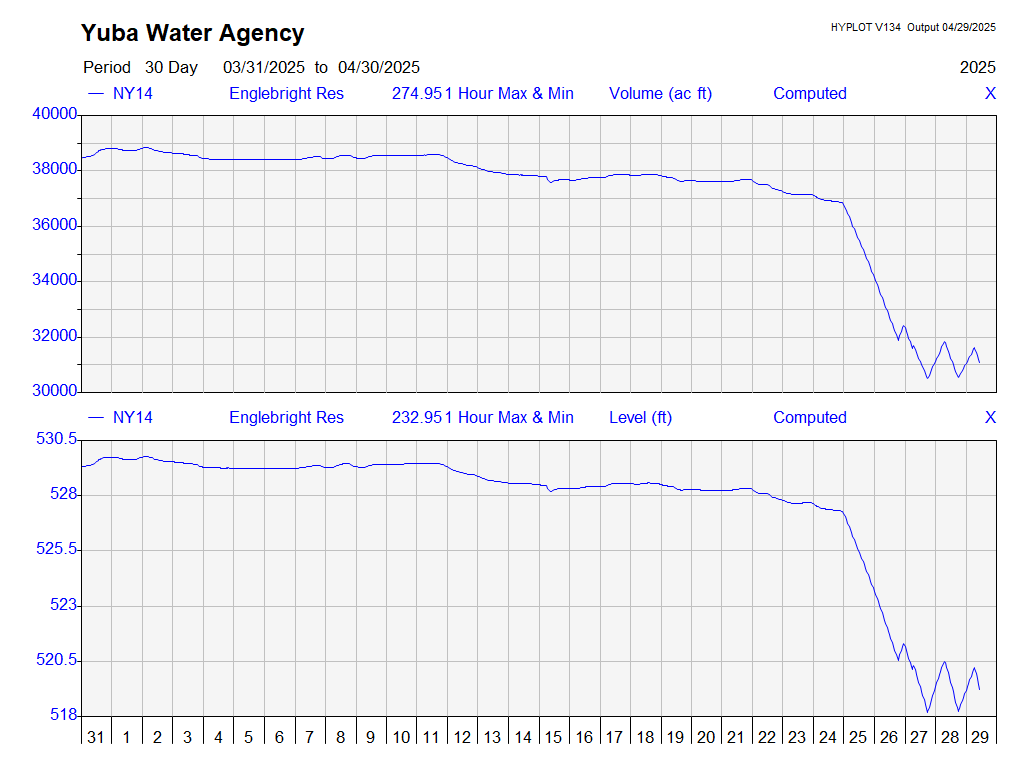 Yuba Water Agency
HYPLOT V134 Output 04/29/2025
Period 30 Day 03/31/2025 to 04/30/2025 2025
NY14 Englebright Res 274.951 Hour Max & Min Volume (ac ft) Computed X
40000
38000
36000
34000
32000
30000
NY14 Englebright Res 232.951 Hour Max & Min Level (ft) Computed X
530.5
528
525.5
523
520.5
518
31 1 2 3 4 5 6 7 8 9 10 11 12 13 14 15 16 17 18 19 20 21 22 23 24 25 26 27 28 29